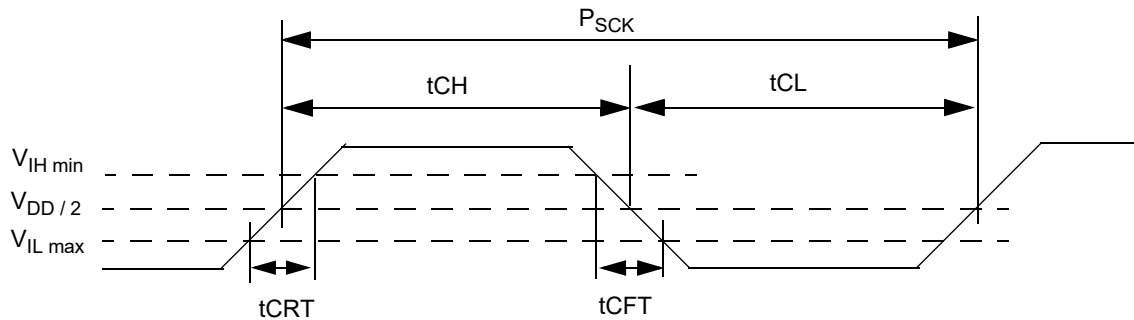 PSCK
tCH
tCL
VIH min
VDD / 2
VIL max
tCRT
tCFT